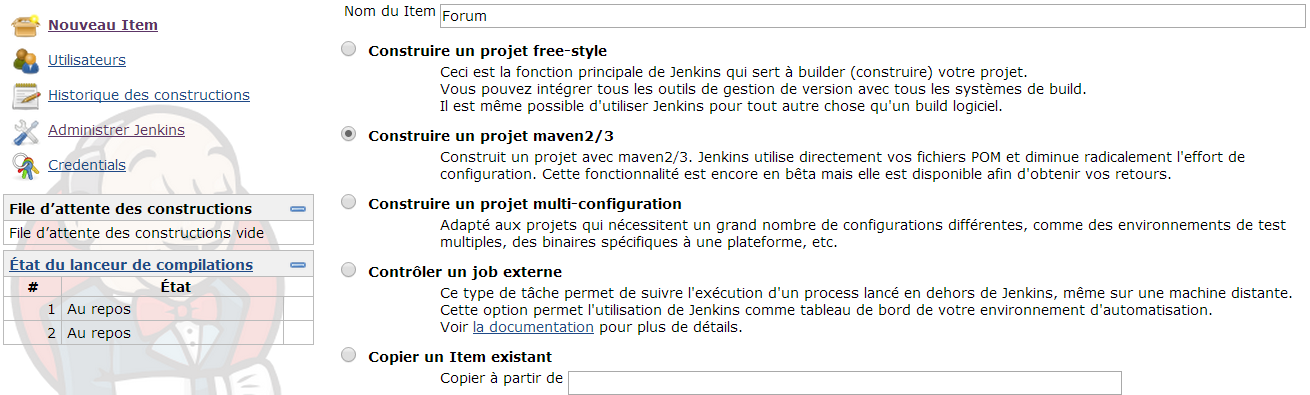 Nouveau Item
Utilisateurs
Historique des constructions
Administrer Jenkins
Credentials
File d’attente des constructions
File d’attente des constructions vide
État du lanceur de compilations
# État
1 Au repos
2 Au repos
Nom du Item Forum
Construire un projet free-style
Ceci est la fonction principale de Jenkins qui sert à builder (construire) votre projet.
Vous pouvez intégrer tous les outils de gestion de version avec tous les systèmes de build.
Il est même possible d'utiliser Jenkins pour tout autre chose qu'un build logiciel.
Construire un projet maven2/3
Construit un projet avec maven2/3. Jenkins utilise directement vos fichiers POM et diminue radicalement l'effort de
configuration. Cette fonctionnalité est encore en bêta mais elle est disponible afin d'obtenir vos retours.
Construire un projet multi-configuration
Adapté aux projets qui nécessitent un grand nombre de configurations différentes, comme des environnements de test
multiples, des binaires spécifiques à une plateforme, etc.
Contrôler un job externe
Ce type de tâche permet de suivre l'exécution d'un process lancé en dehors de Jenkins, même sur une machine distante.
Cette option permet l'utilisation de Jenkins comme tableau de bord de votre environnement d'automatisation.
Voir la documentation pour plus de détails.
Copier un Item existant
Copier à partir de